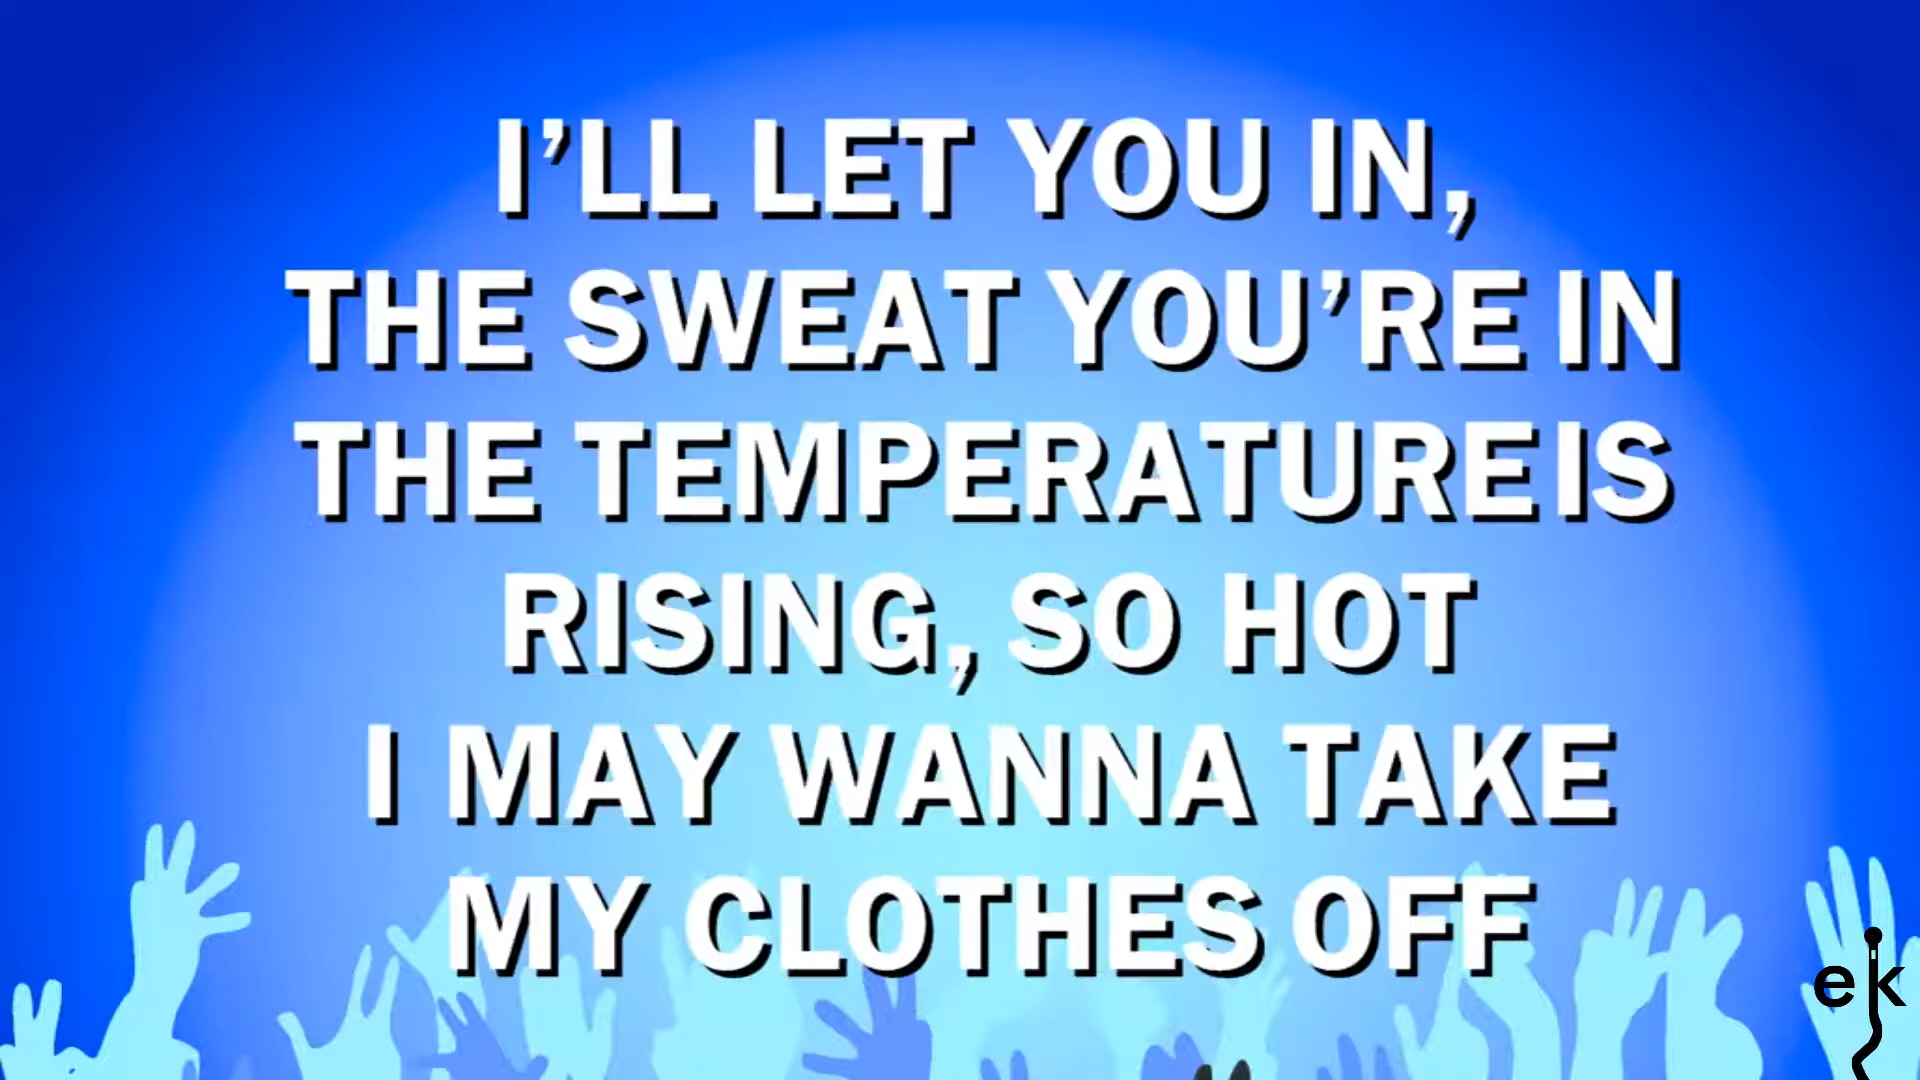 I’LL LET YOU IN,
THE SWEAT YOU’RE IN
THE TEMPERATURE IS
RISING, SO HOT
I MAY WANNA TAKE
MY CLOTHES OFF
ek